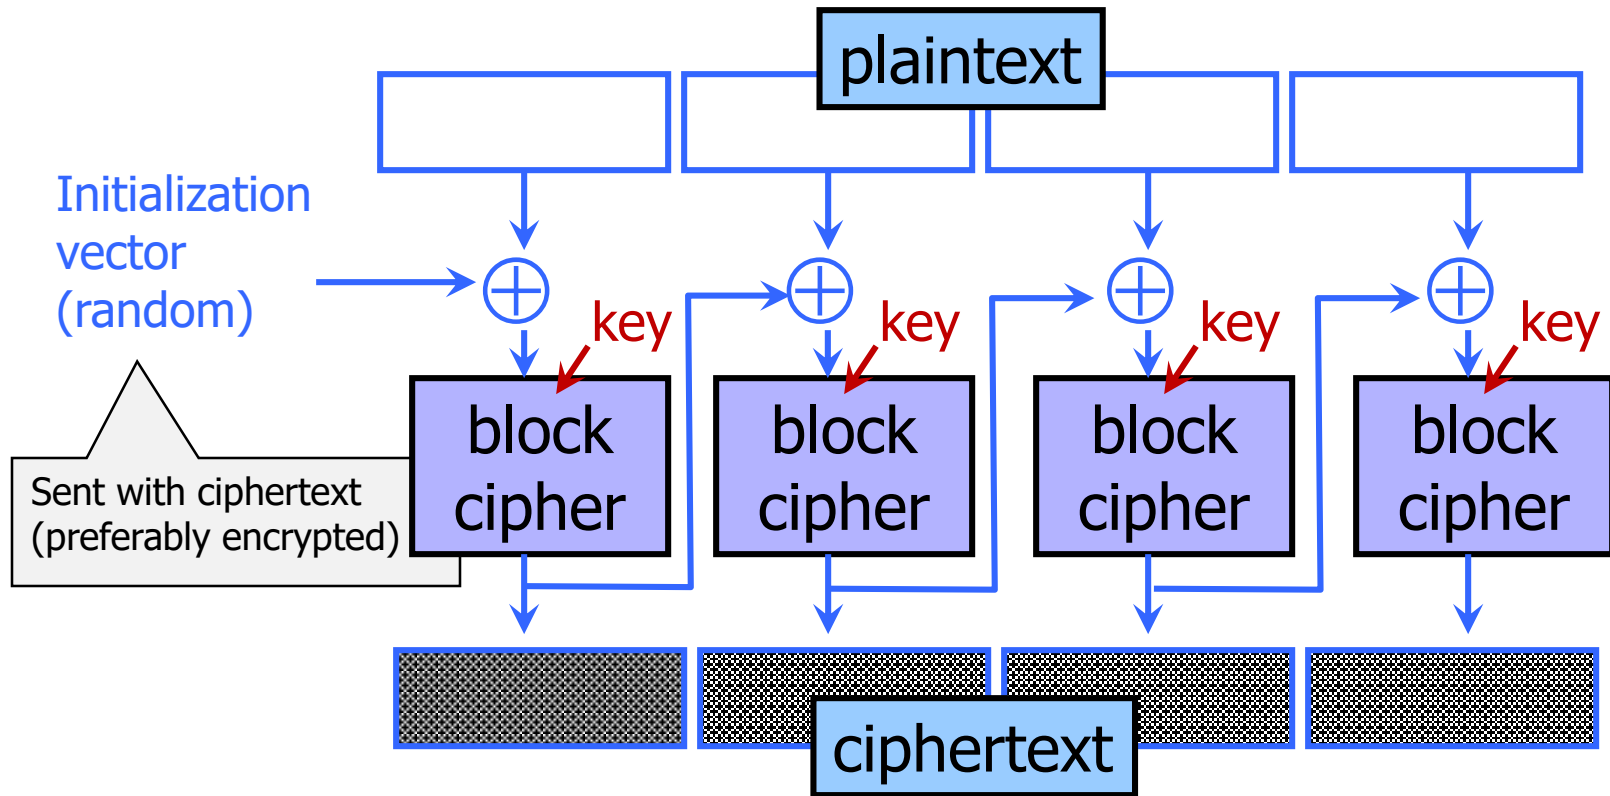 plaintext
Initialization
vector
(random)
key
key
key
key
block
cipher
block
cipher
block
cipher
block
cipher
Sent with ciphertext
(preferably encrypted)
ciphertext